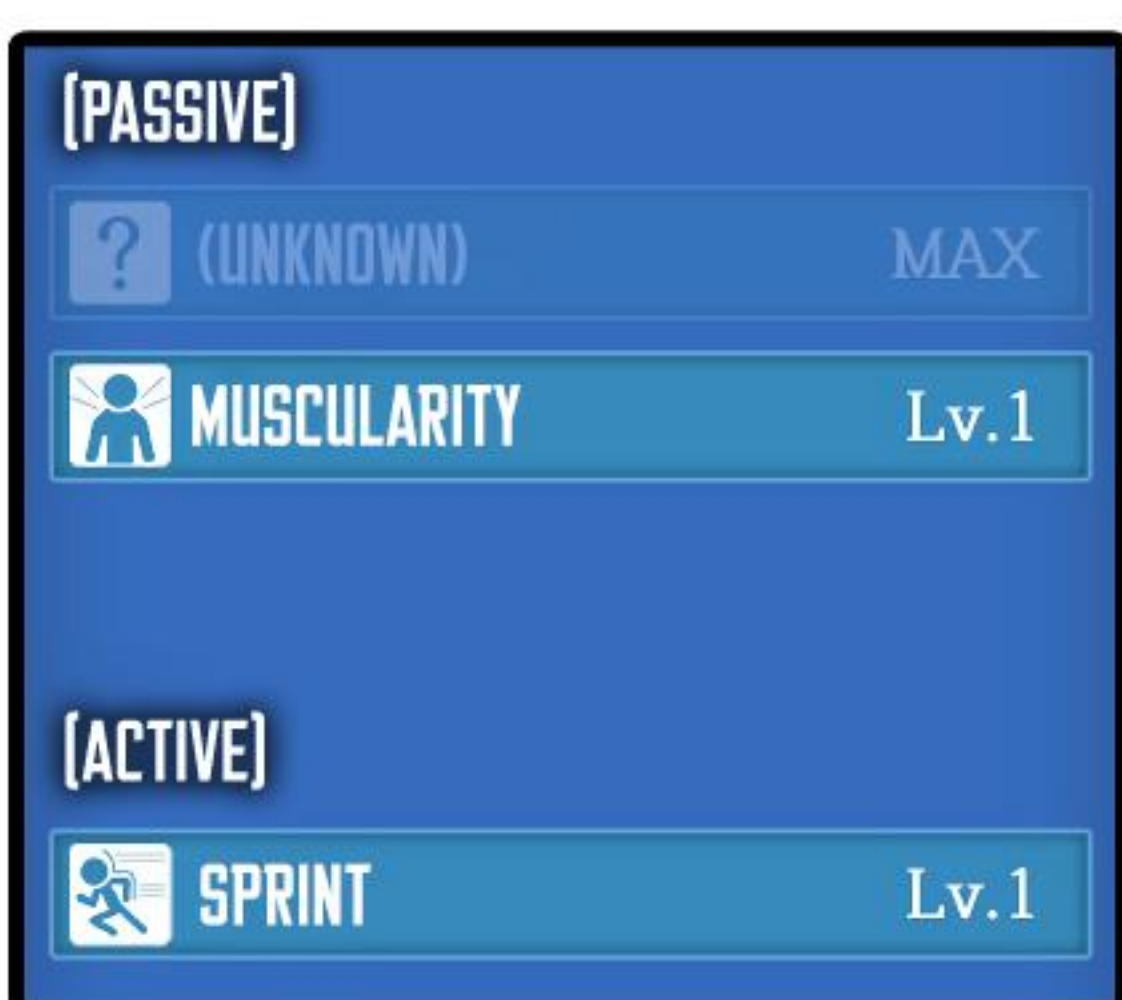 [PASSIVE]
? (UNKNOWN) MAX
MUSCULARITY Lv.1
[ACTIVE]
SPRINT Lv.1